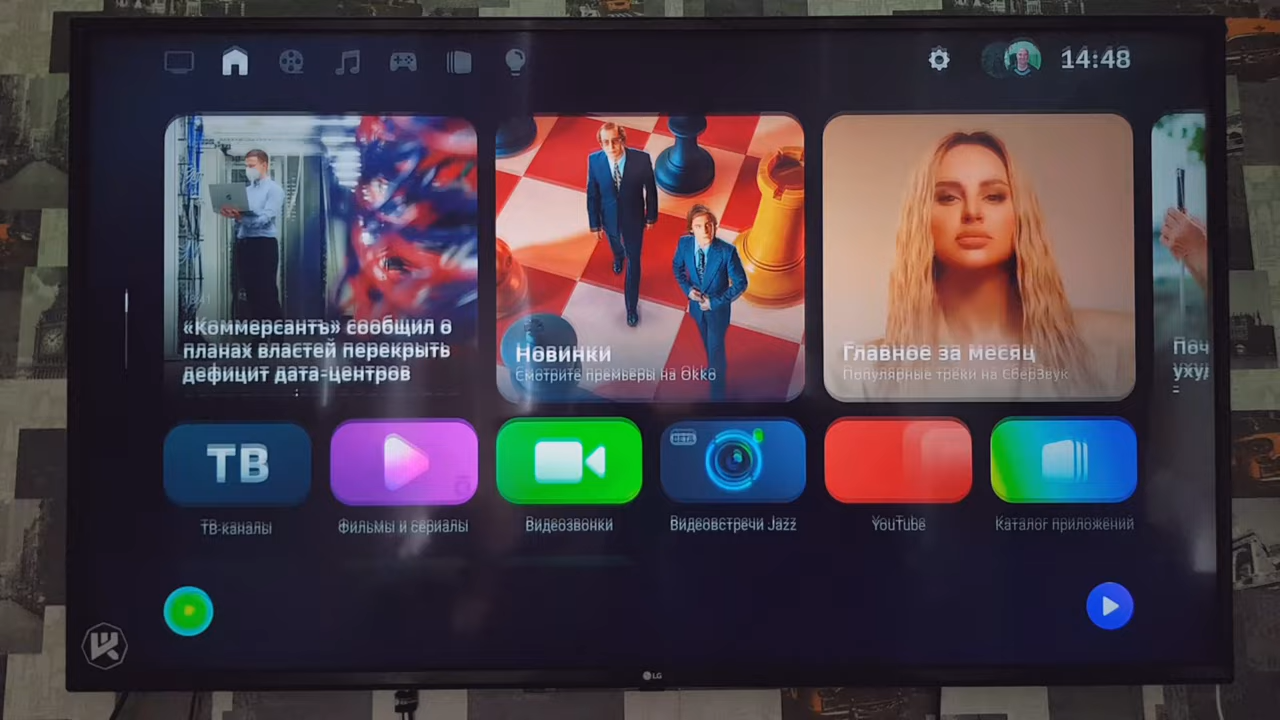 14:48
«Коммерсантъ» сообщил о
планах властей перекрыть
дефицит дата-центров
Новинки
Смотрите премьеры на Okko
Главное за месяц
Популярные треки на СберЗвук
ТВ
BETA
ТВ-каналы
Фильмы и сериалы
Видеозвонки
Видеовстречи Jazz
YouTube
Каталог приложений
LG